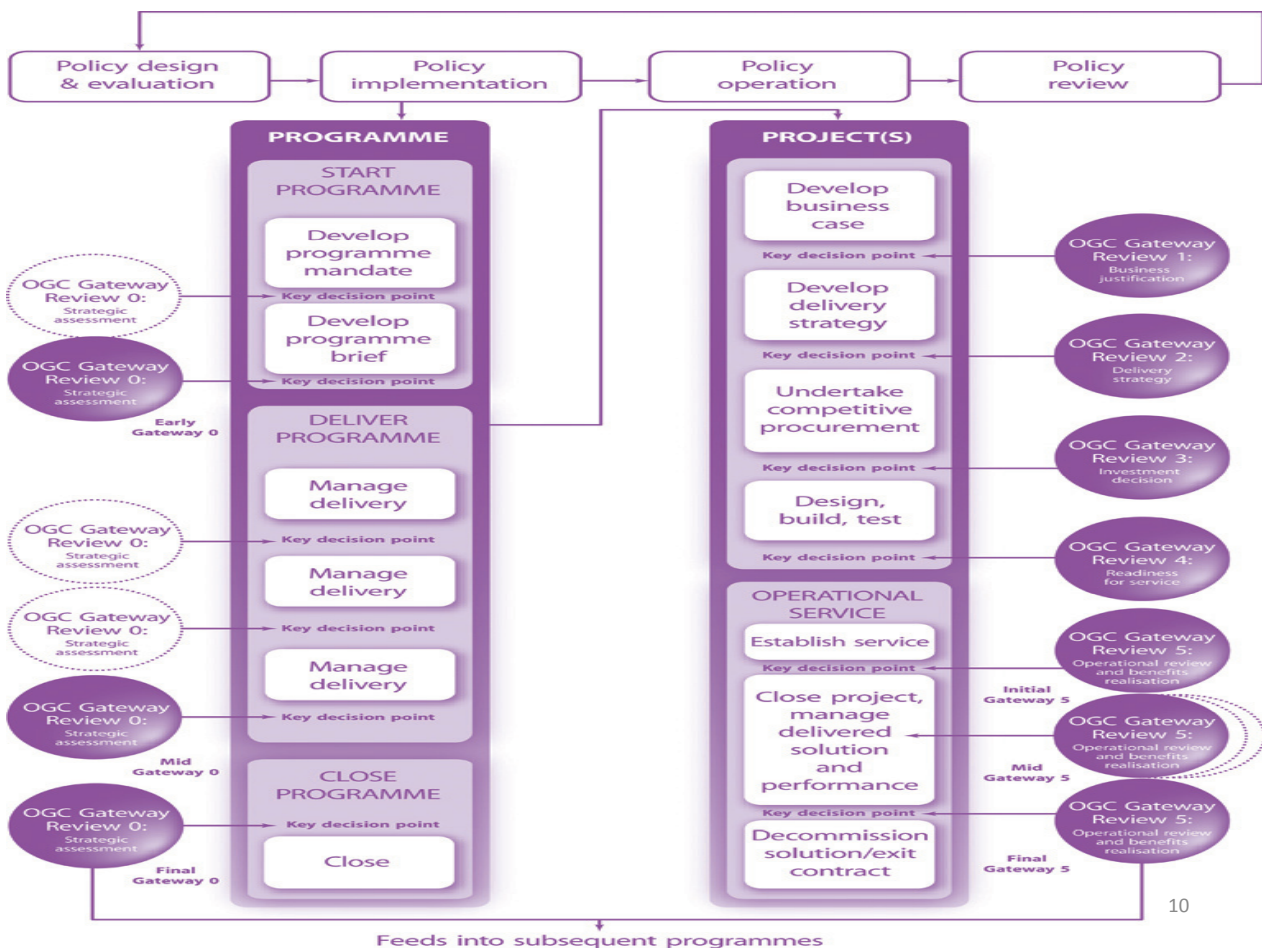 Policy design
& evaluation
Policy
implementation
Policy
operation
Policy
review
PROGRAMME
START
PROGRAMME
Develop
programme
mandate
Key decision point
Develop
programme
brief
Key decision point
DELIVER
PROGRAMME
Manage
delivery
Key decision point
Manage
delivery
Key decision point
Manage
delivery
Key decision point
CLOSE
PROGRAMME
Key decision point
Close
OGC Gateway
Review 0:
Strategic
assessment
OGC Gateway
Review 0:
Strategic
assessment
Early
Gateway 0
OGC Gateway
Review 0:
Strategic
assessment
OGC Gateway
Review 0:
Strategic
assessment
OGC Gateway
Review 0:
Strategic
assessment
Mid
Gateway 0
OGC Gateway
Review 0:
Strategic
assessment
Final
Gateway 0
PROJECT(S)
Develop
business
case
Key decision point
Develop
delivery
strategy
Key decision point
Undertake
competitive
procurement
Key decision point
Design,
build, test
Key decision point
OPERATIONAL
SERVICE
Establish service
Key decision point
Close project,
manage
delivered
solution
and
performance
Key decision point
Decommission
solution/exit
contract
OGC Gateway
Review 1:
Business
justification
OGC Gateway
Review 2:
Delivery
strategy
OGC Gateway
Review 3:
Investment
decision
OGC Gateway
Review 4:
Readiness
for service
OGC Gateway
Review 5:
Operational review
and benefits
realisation
Initial
Gateway 5
OGC Gateway
Review 5:
Operational review
and benefits
realisation
Mid
Gateway 5
OGC Gateway
Review 5:
Operational review
and benefits
realisation
Final
Gateway 5
10
Feeds into subsequent programmes